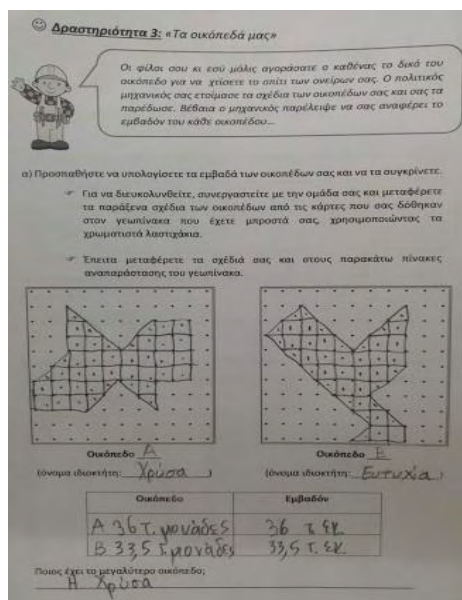 Δραστηριότητα 3: «Τα οικόπεδά μας»
Οι φίλοι σου κι εσύ μόλις αγοράσατε ο καθένας το δικό του
οικόπεδο για να χτίσετε το σπίτι των ονείρων σας. Ο πολιτικός
μηχανικός σας ετοίμασε τα σχέδια των οικοπέδων σας και σας τα
παρέδωσε. Βέβαια ο μηχανικός παρέλειψε να σας αναφέρει το
εμβαδόν του κάθε οικοπέδου...
α) Προσπαθήστε να υπολογίσετε τα εμβαδά των οικοπέδων σας και να τα συγκρίνετε.
☞ Για να διευκολυνθείτε, συνεργαστείτε με την ομάδα σας και μεταφέρετε
τα παράξενα σχέδια των οικοπέδων από τις κάρτες που σας δόθηκαν
στον γεωπίνακα που έχετε μπροστά σας, χρησιμοποιώντας τα
χρωματιστά λαστιχάκια.
☞ Έπειτα μεταφέρετε τα σχέδιά σας και στους παρακάτω πίνακες
αναπαράστασης του γεωπίνακα.
Οικόπεδο A
Οικόπεδο B
(όνομα ιδιοκτήτη: Χρύσα)
(όνομα ιδιοκτήτη: Ευτυχία)
Οικόπεδο Εμβαδόν
A 36 τ. μονάδες 36 τ. εκ.
B 33,5 τ. μονάδες 33,5 τ. εκ.
Ποιος έχει το μεγαλύτερο οικόπεδο;
Η Χρύσα